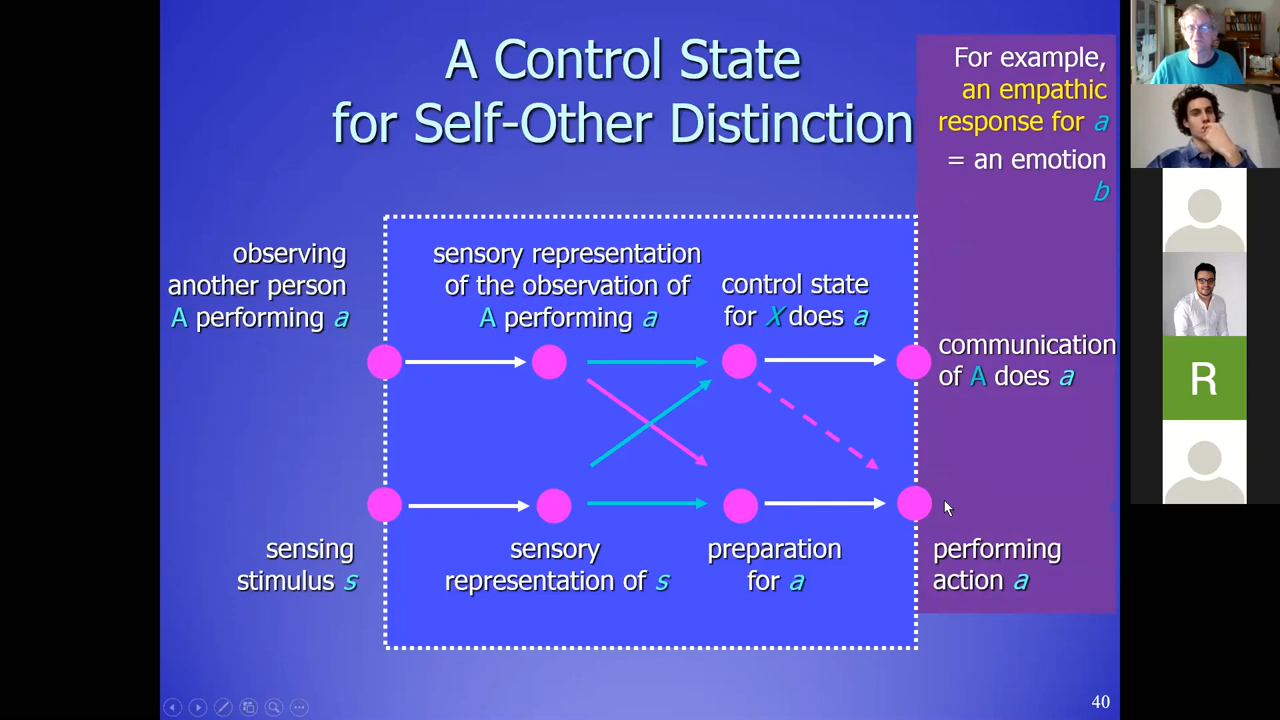 A Control State
for Self-Other Distinction
For example,
an empathic
response for a
= an emotion
b
observing
another person
A performing a
sensory representation
of the observation of
A performing a
control state
for X does a
communication
of A does a
sensing
stimulus s
sensory
representation of s
preparation
for a
performing
action a
40
R